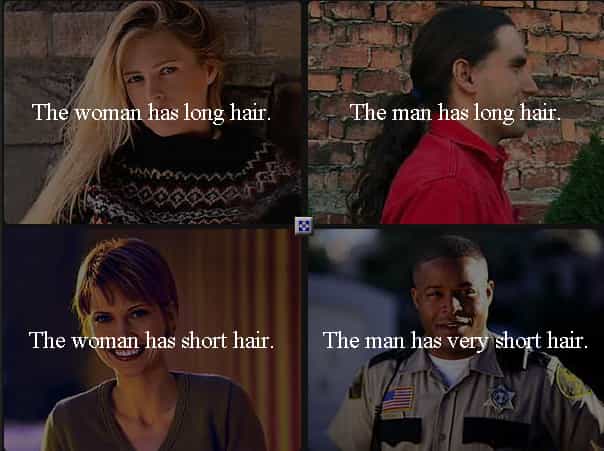 The woman has long hair.
The man has long hair.
The woman has short hair.
The man has very short hair.